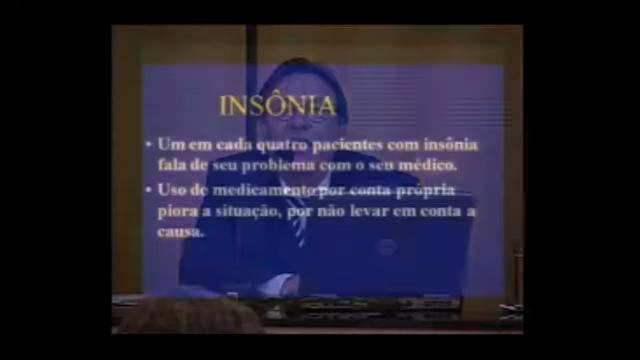 INSÔNIA
• Um em cada quatro pacientes com insônia
fala de seu problema com o seu médico.
• Uso de medicamento por conta própria
piora a situação, por não levar em conta a
causa.